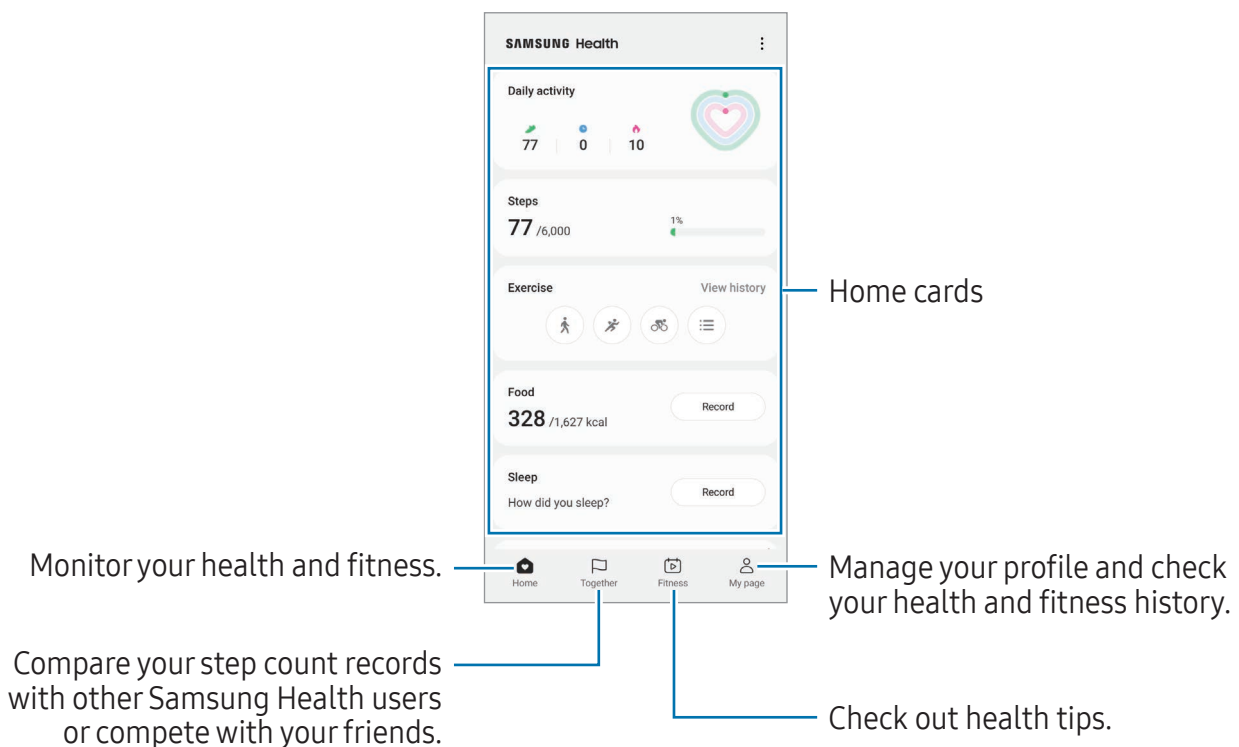 SAMSUNG Health
Daily activity
77 0 10
Steps
77 /6,000
1%
Exercise
View history
Home cards
Food
328 /1,627 kcal
Record
Sleep
How did you sleep?
Record
Monitor your health and fitness.
Home
Together
Fitness
My page
Manage your profile and check
your health and fitness history.
Compare your step count records
with other Samsung Health users
or compete with your friends.
Check out health tips.